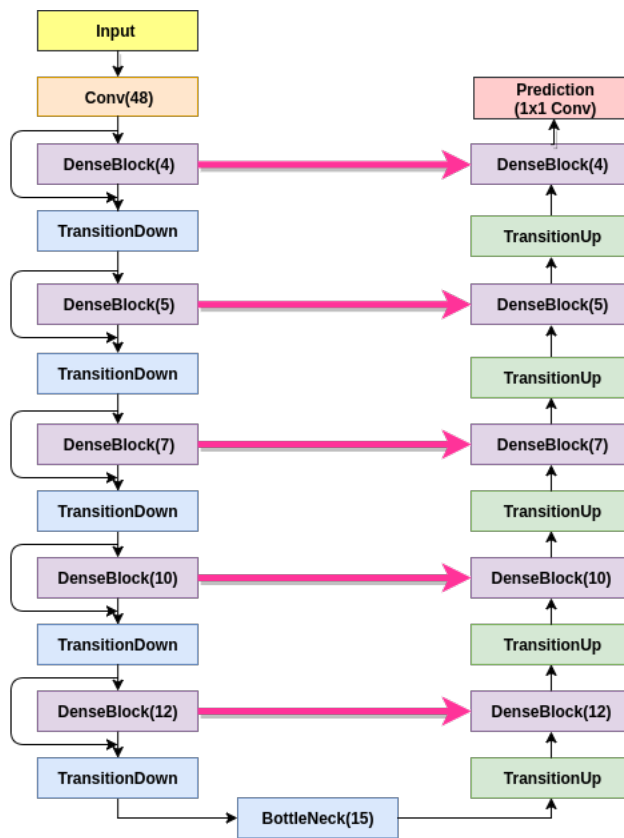 Input
Conv(48)
DenseBlock(4)
TransitionDown
DenseBlock(5)
TransitionDown
DenseBlock(7)
TransitionDown
DenseBlock(10)
TransitionDown
DenseBlock(12)
TransitionDown
BottleNeck(15)
Prediction
(1x1 Conv)
DenseBlock(4)
TransitionUp
DenseBlock(5)
TransitionUp
DenseBlock(7)
TransitionUp
DenseBlock(10)
TransitionUp
DenseBlock(12)
TransitionUp